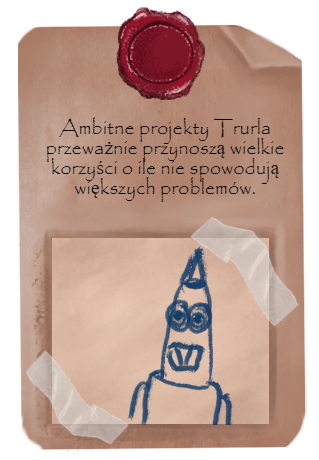 Ambitne projekty Trurla
przeważnie przynoszą wielkie
korzyści o ile nie spowodują
większych problemów.